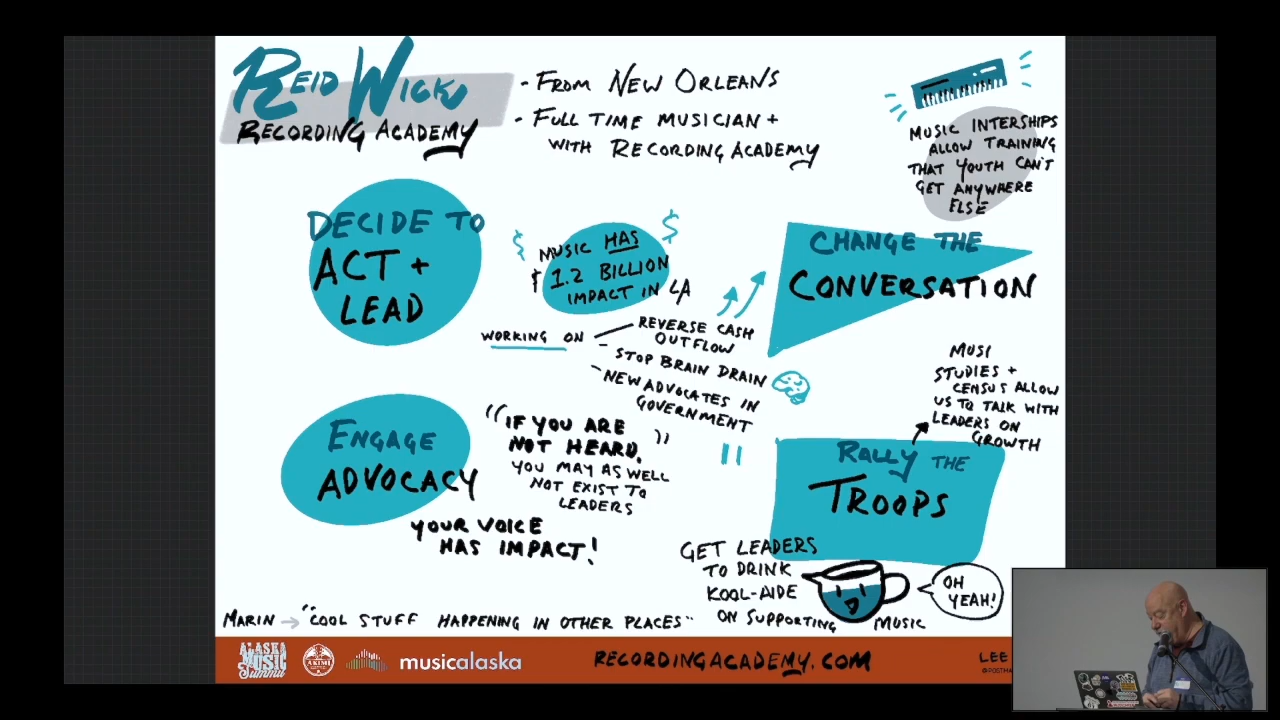 REID WICK
RECORDING ACADEMY
- FROM NEW ORLEANS
- FULL TIME MUSICIAN +
WITH RECORDING ACADEMY
MUSIC INTERSHIPS
ALLOW TRAINING
THAT YOUTH CAN'T
GET ANYWHERE
ELSE
DECIDE TO
ACT +
LEAD
$ $
MUSIC HAS
$ 1.2 BILLION
IMPACT IN LA
CHANGE THE
CONVERSATION
WORKING ON
REVERSE CASH
OUTFLOW
- STOP BRAIN DRAIN
- NEW ADVOCATES IN
GOVERNMENT
MUSI
STUDIES +
CENSUS ALLOW
US TO TALK WITH
LEADERS ON
GROWTH
ENGAGE
ADVOCACY
"IF YOU ARE
NOT HEARD,"
YOU MAY AS WELL
NOT EXIST TO
LEADERS
YOUR VOICE
HAS IMPACT!
RALLY THE
TROOPS
GET LEADERS
TO DRINK
KOOL-AIDE
ON SUPPORTING MUSIC
OH
YEAH!
MARIN → "COOL STUFF HAPPENING IN OTHER PLACES"
ALASKA
MUSIC
Summit
AKIMI
musicalaska
RECORDINGACADEMY.COM
LEE